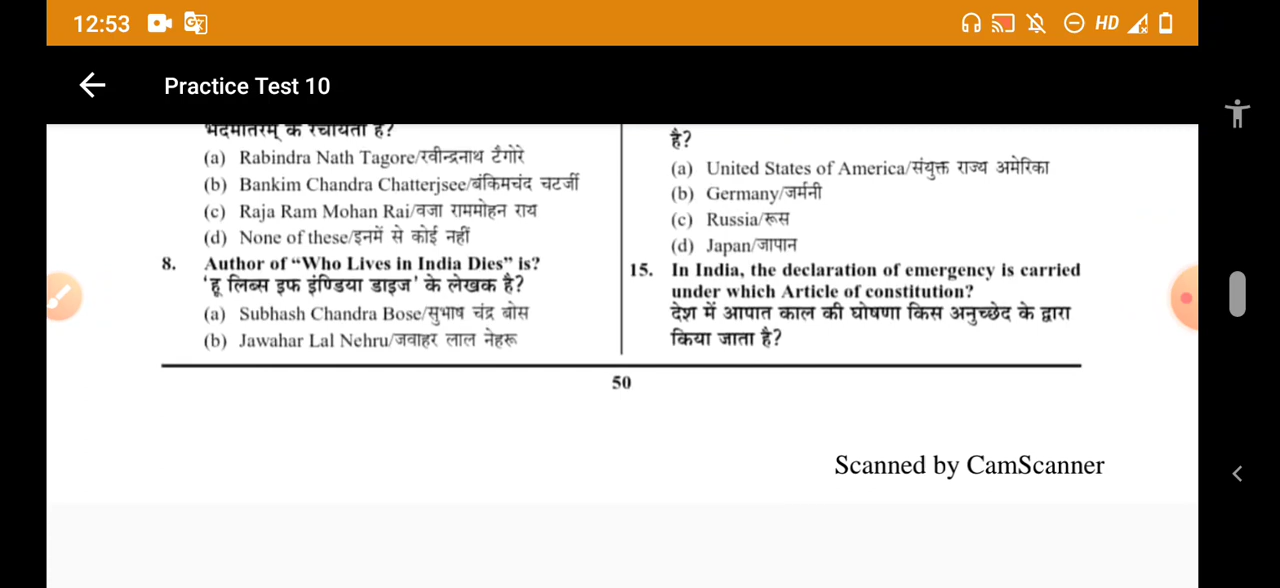 12:53
HD
Practice Test 10
के रचयिता है?
(a) Rabindra Nath Tagore/रवीन्द्रनाथ टैगोरे
(b) Bankim Chandra Chatterjsee/बंकिमचंद चटर्जी
(c) Raja Ram Mohan Rai/वजा राममोहन राय
(d) None of these/इनमें से कोई नहीं
8. Author of “Who Lives in India Dies” is?
‘हू लिब्स इफ इंण्डिया डाइज’ के लेखक है?
(a) Subhash Chandra Bose/सुभाष चंद्र बोस
(b) Jawahar Lal Nehru/जवाहर लाल नेहरू
है?
(a) United States of America/संयुक्त राज्य अमेरिका
(b) Germany/जर्मनी
(c) Russia/रूस
(d) Japan/जापान
15. In India, the declaration of emergency is carried
under which Article of constitution?
देश में आपात काल की घोषणा किस अनुच्छेद के द्वारा
किया जाता है?
50
Scanned by CamScanner